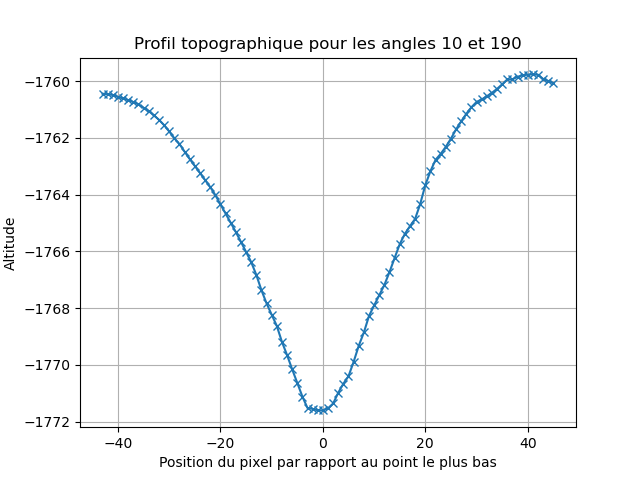 Profil topographique pour les angles 10 et 190
Altitude
−1760
−1762
−1764
−1766
−1768
−1770
−1772
−40 −20 0 20 40
Position du pixel par rapport au point le plus bas